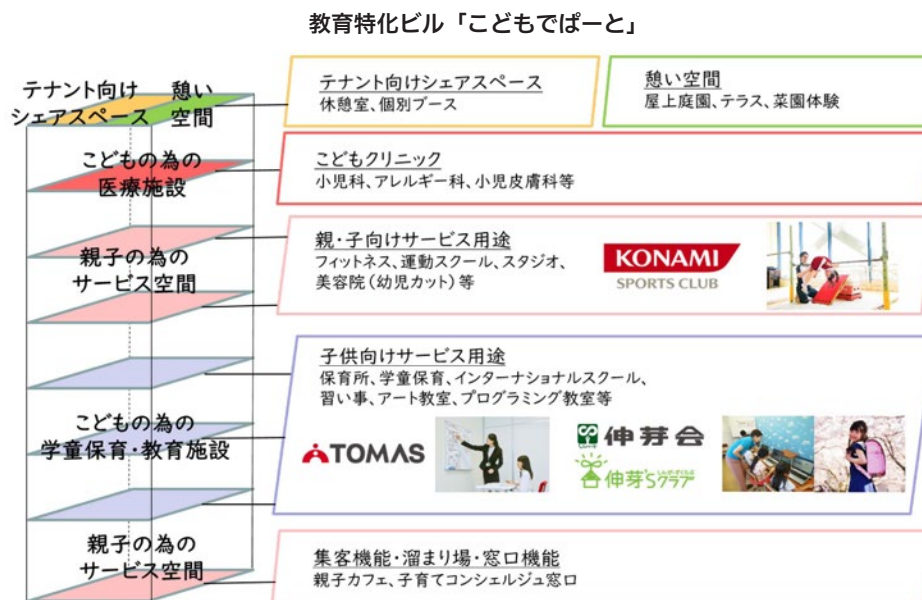 教育特化ビル「こどもでぱーと」
テナント向け
シェアスペース
憩い
空間
テナント向けシェアスペース
休憩室、個別ブース
憩い空間
屋上庭園、テラス、菜園体験
こどもの為の
医療施設
こどもクリニック
小児科、アレルギー科、小児皮膚科等
親子の為の
サービス空間
親・子向けサービス用途
フィットネス、運動スクール、スタジオ、
美容院(幼児カット)等
KONAMI
SPORTS CLUB
こどもの為の
学童保育・教育施設
子供向けサービス用途
保育所、学童保育、インターナショナルスクール、
習い事、アート教室、プログラミング教室等
TOMAS
伸芽会
伸芽'Sクラブ
親子の為の
サービス空間
集客機能・溜まり場・窓口機能
親子カフェ、子育てコンシェルジュ窓口